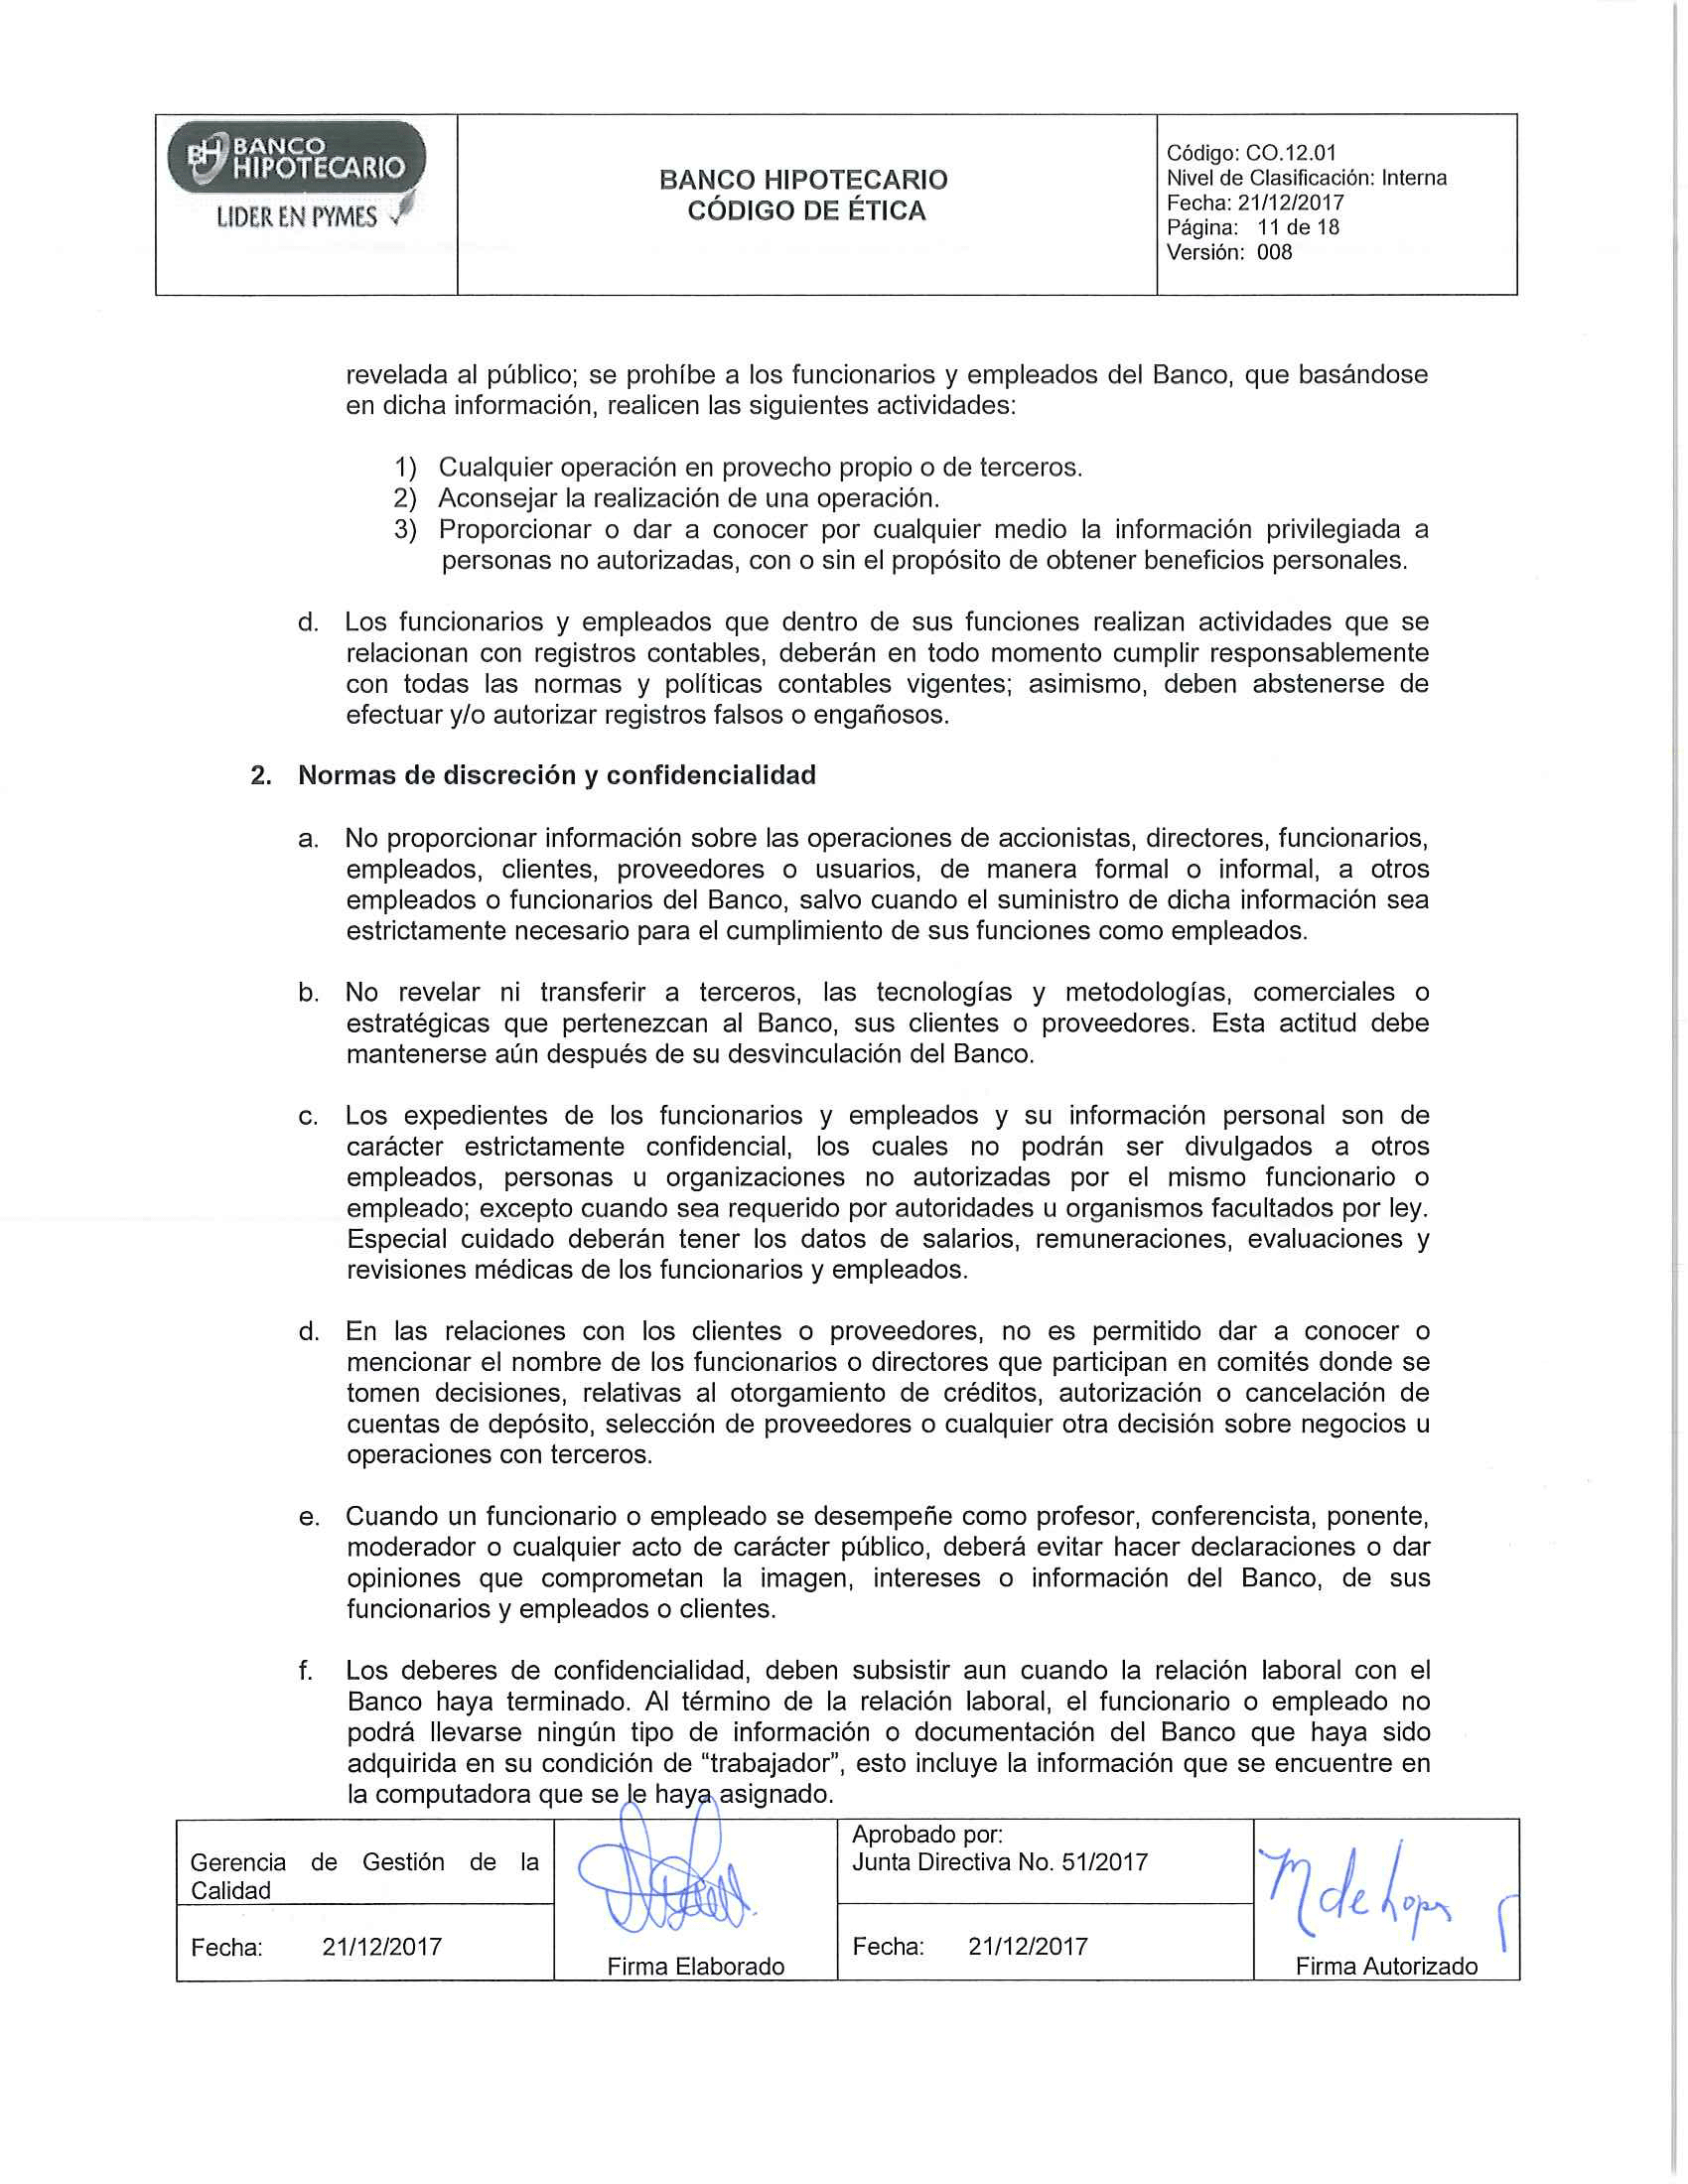 BH BANCO
HIPOTECARIO
LIDER EN PYMES
BANCO HIPOTECARIO
CÓDIGO DE ÉTICA
Código: CO.12.01
Nivel de Clasificación: Interna
Fecha: 21/12/2017
Página: 11 de 18
Versión: 008
revelada al público; se prohíbe a los funcionarios y empleados del Banco, que basándose
en dicha información, realicen las siguientes actividades:
1) Cualquier operación en provecho propio o de terceros.
2) Aconsejar la realización de una operación.
3) Proporcionar o dar a conocer por cualquier medio la información privilegiada a
personas no autorizadas, con o sin el propósito de obtener beneficios personales.
d. Los funcionarios y empleados que dentro de sus funciones realizan actividades que se
relacionan con registros contables, deberán en todo momento cumplir responsablemente
con todas las normas y políticas contables vigentes; asimismo, deben abstenerse de
efectuar y/o autorizar registros falsos o engañosos.
2. Normas de discreción y confidencialidad
a. No proporcionar información sobre las operaciones de accionistas, directores, funcionarios,
empleados, clientes, proveedores o usuarios, de manera formal o informal, a otros
empleados o funcionarios del Banco, salvo cuando el suministro de dicha información sea
estrictamente necesario para el cumplimiento de sus funciones como empleados.
b. No revelar ni transferir a terceros, las tecnologías y metodologías, comerciales o
estratégicas que pertenezcan al Banco, sus clientes o proveedores. Esta actitud debe
mantenerse aún después de su desvinculación del Banco.
c. Los expedientes de los funcionarios y empleados y su información personal son de
carácter estrictamente confidencial, los cuales no podrán ser divulgados a otros
empleados, personas u organizaciones no autorizadas por el mismo funcionario o
empleado; excepto cuando sea requerido por autoridades u organismos facultados por ley.
Especial cuidado deberán tener los datos de salarios, remuneraciones, evaluaciones y
revisiones médicas de los funcionarios y empleados.
d. En las relaciones con los clientes o proveedores, no es permitido dar a conocer o
mencionar el nombre de los funcionarios o directores que participan en comités donde se
tomen decisiones, relativas al otorgamiento de créditos, autorización o cancelación de
cuentas de depósito, selección de proveedores o cualquier otra decisión sobre negocios u
operaciones con terceros.
e. Cuando un funcionario o empleado se desempeñe como profesor, conferencista, ponente,
moderador o cualquier acto de carácter público, deberá evitar hacer declaraciones o dar
opiniones que comprometan la imagen, intereses o información del Banco, de sus
funcionarios y empleados o clientes.
f. Los deberes de confidencialidad, deben subsistir aun cuando la relación laboral con el
Banco haya terminado. Al término de la relación laboral, el funcionario o empleado no
podrá llevarse ningún tipo de información o documentación del Banco que haya sido
adquirida en su condición de “trabajador”, esto incluye la información que se encuentre en
la computadora que se le haya asignado.
Gerencia de Gestión de la
Calidad
Fecha: 21/12/2017
Firma Elaborado
Aprobado por:
Junta Directiva No. 51/2017
Fecha: 21/12/2017
M de Lopez
Firma Autorizado